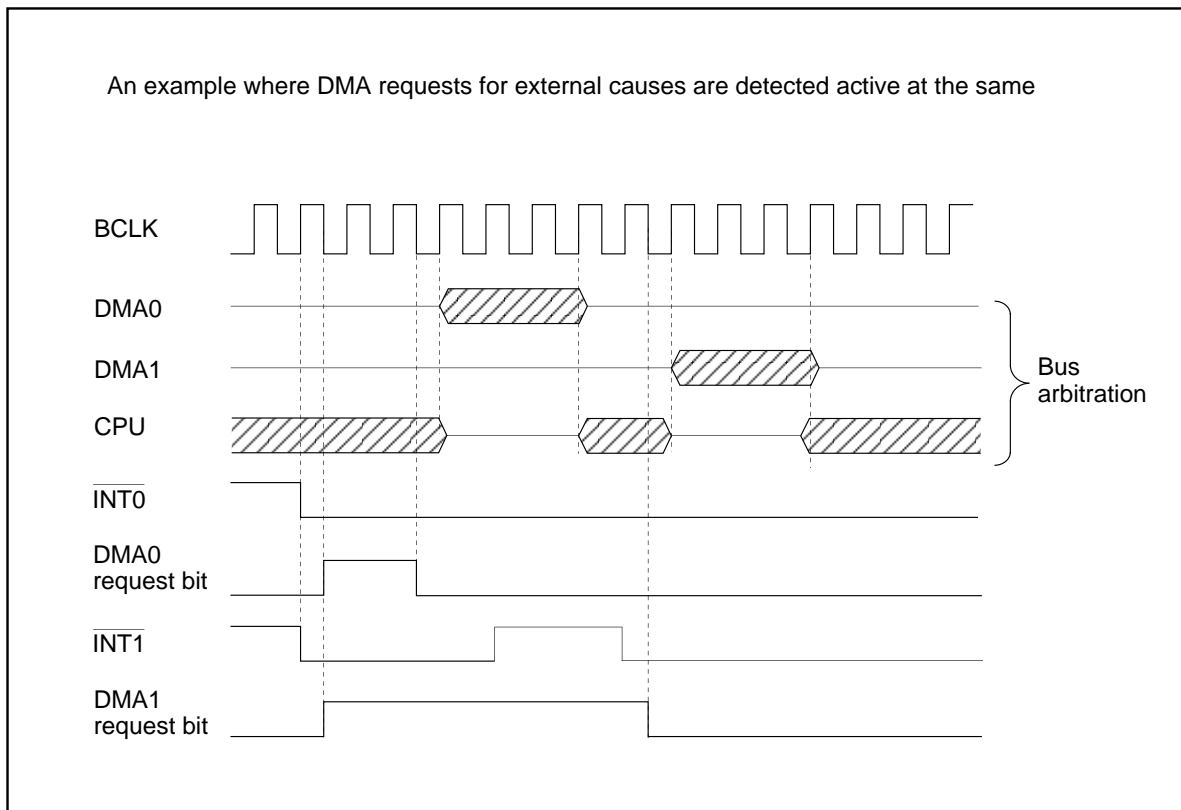 An example where DMA requests for external causes are detected active at the same
BCLK
DMA0
DMA1
CPU
Bus
arbitration
INT0
DMA0
request bit
INT1
DMA1
request bit